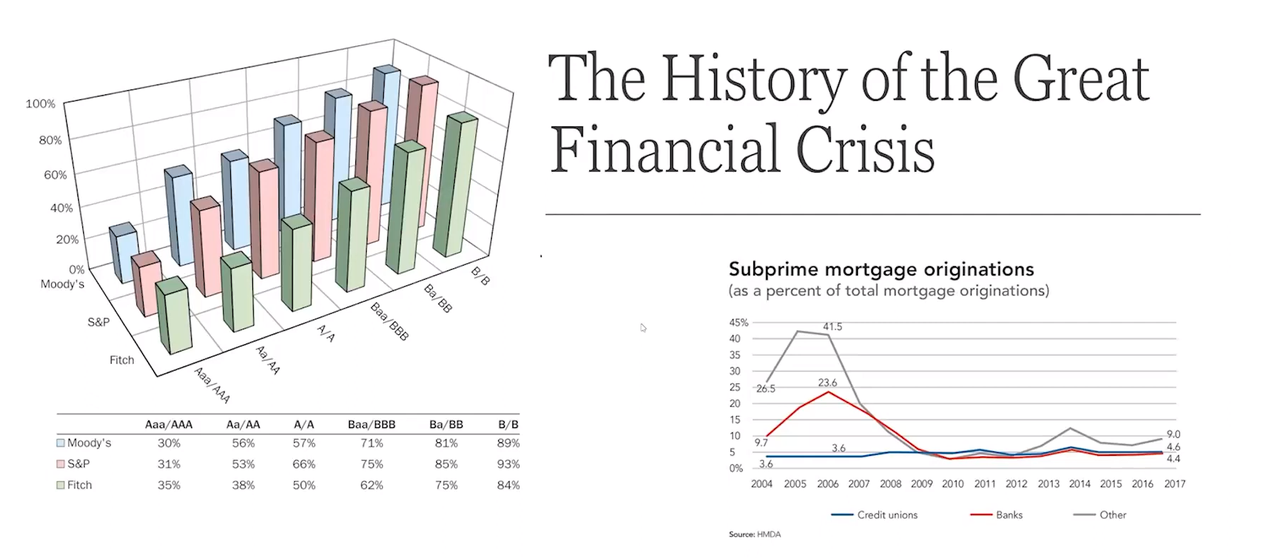 The History of the Great
Financial Crisis
100%
80%
60%
40%
20%
0%
Moody's
S&P
Fitch
Aaa/AAA
Aa/AA
A/A
Baa/BBB
Ba/BB
B/B
Aaa/AAA Aa/AA A/A Baa/BBB Ba/BB B/B
Moody's 30% 56% 57% 71% 81% 89%
S&P 31% 53% 66% 75% 85% 93%
Fitch 35% 38% 50% 62% 75% 84%
Subprime mortgage originations
(as a percent of total mortgage originations)
45%
40
35
30
25
20
15
10
5
0%
26.5
41.5
23.6
9.7
3.6
3.6
9.0
4.6
4.4
2004 2005 2006 2007 2008 2009 2010 2011 2012 2013 2014 2015 2016 2017
Credit unions Banks Other
Source: HMDA